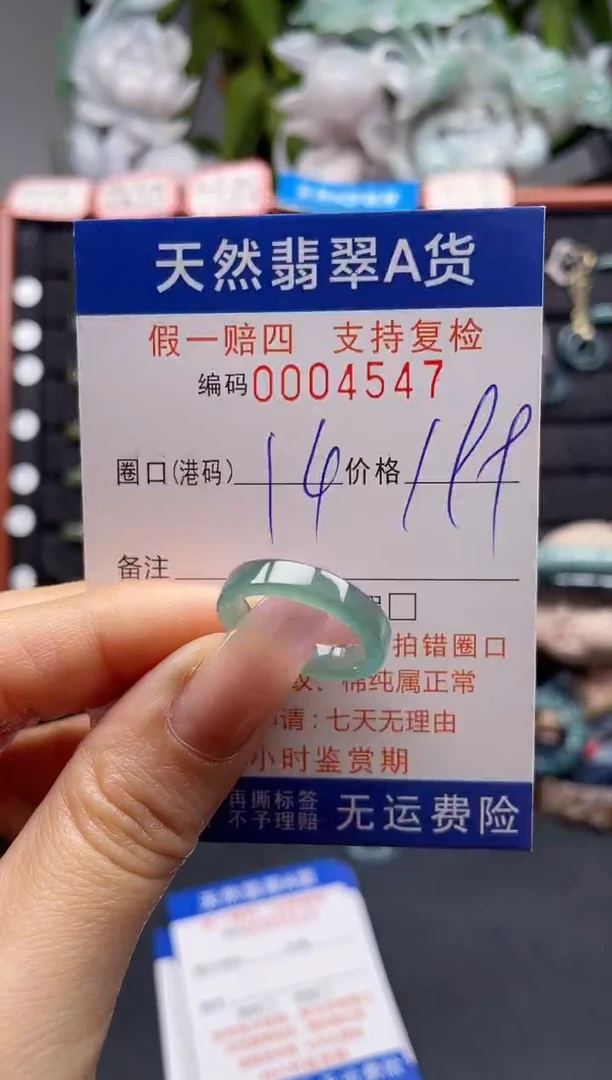 天然翡翠A货
假一赔四 支持复检
编码0004547
圈口(港码) 14 价格 199
备注
拍错圈口
纹、棉纯属正常
申请:七天无理由
小时鉴赏期
再撕标签
不予理赔
无运费险